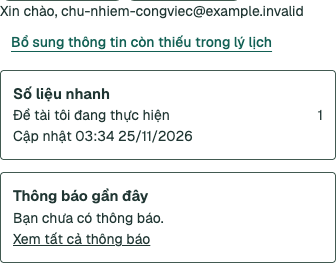 Xin chào, chu-nhiem-congviec@example.invalid
Bổ sung thông tin còn thiếu trong lý lịch
Số liệu nhanh
Đề tài tôi đang thực hiện 1
Cập nhật 03:34 25/11/2026
Thông báo gần đây
Bạn chưa có thông báo.
Xem tất cả thông báo